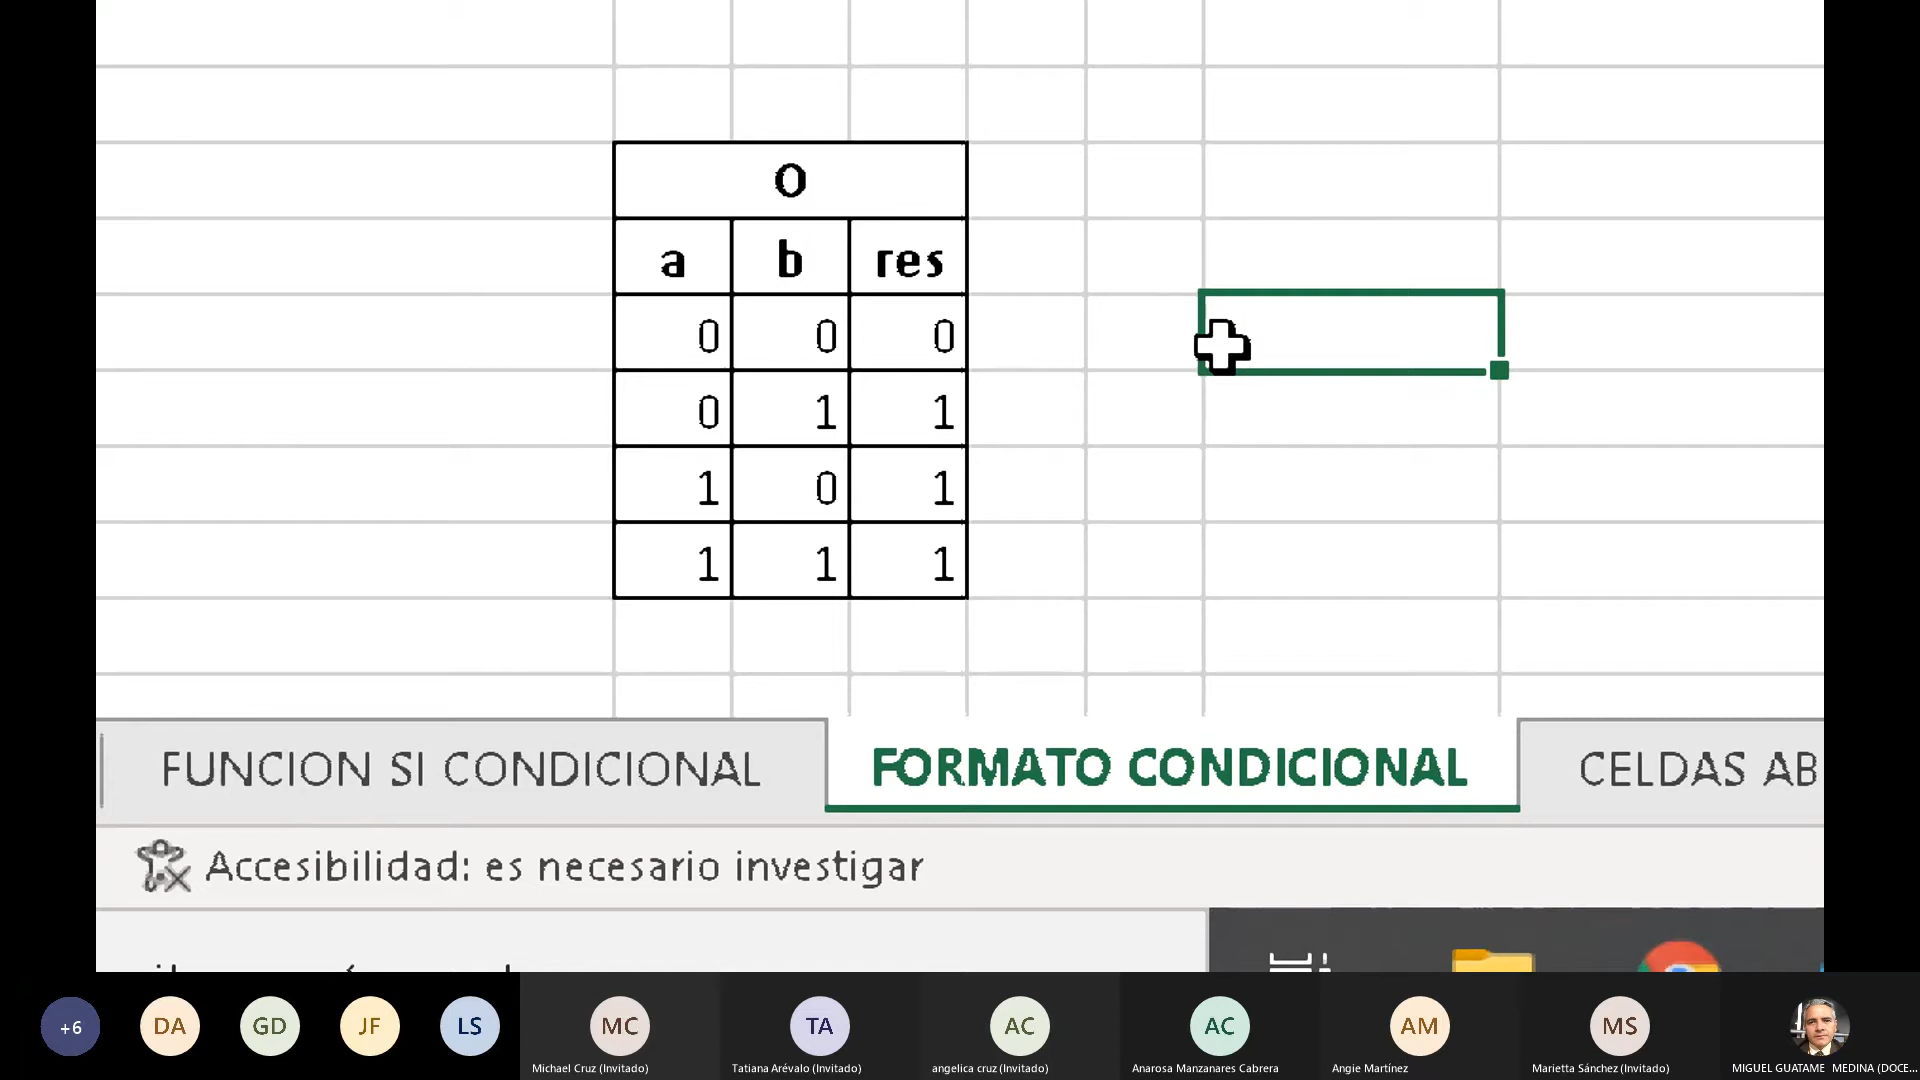 O
a b res
0 0 0
0 1 1
1 0 1
1 1 1
FUNCION SI CONDICIONAL
FORMATO CONDICIONAL
CELDAS AB
Accesibilidad: es necesario investigar
+6
DA
GD
JF
LS
MC
TA
AC
AC
AM
MS
Michael Cruz (Invitado)
Tatiana Arévalo (Invitado)
angelica cruz (Invitado)
Anarosa Manzanares Cabrera
Angie Martínez
Marietta Sánchez (Invitado)
MIGUEL GUATAME MEDINA (DOCE...